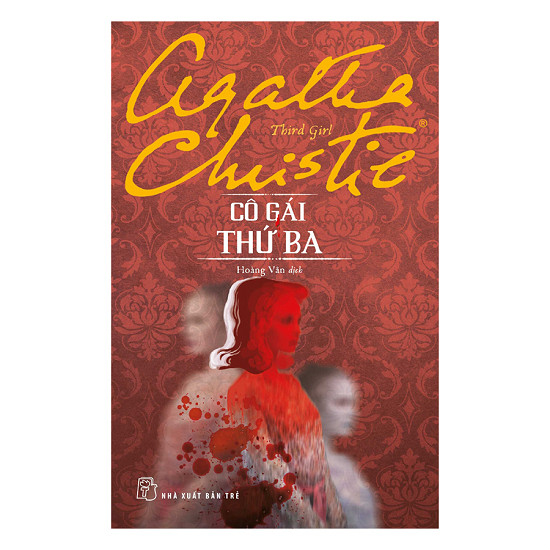 Agatha
Third Girl
Christie®
CÔ GÁI
THỨ BA
Hoàng Vân dịch
NHÀ XUẤT BẢN TRẺ